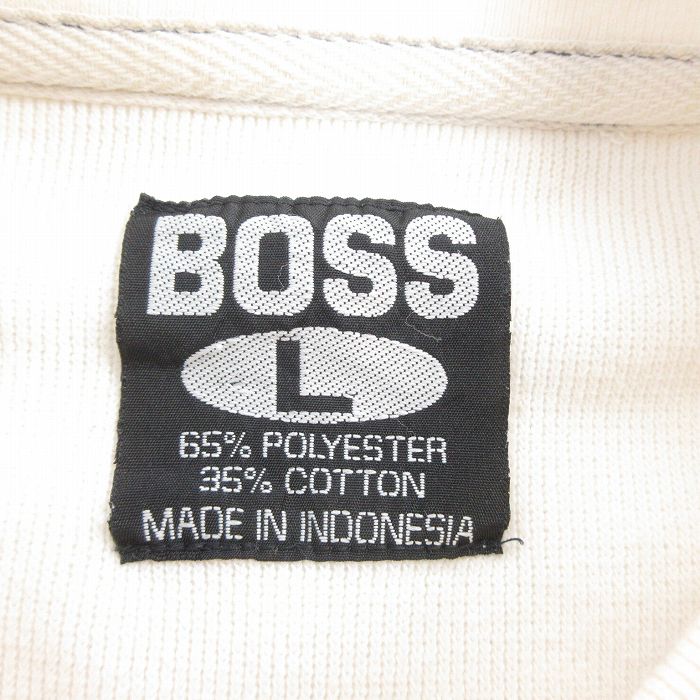 BOSS
L
65% POLYESTER
35% COTTON
MADE IN INDONESIA